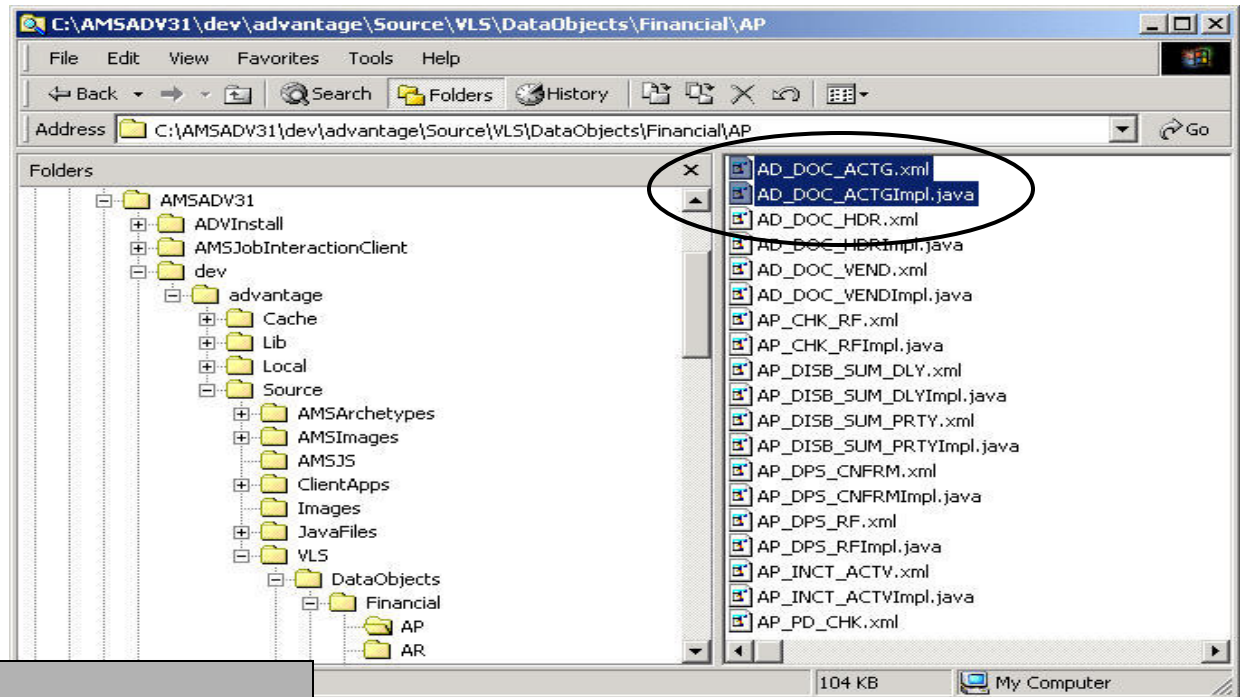 C:\AMSADV31\dev\advantage\Source\VLS\DataObjects\Financial\AP
File Edit View Favorites Tools Help
Back Search Folders History
Address C:\AMSADV31\dev\advantage\Source\VLS\DataObjects\Financial\AP Go
Folders
AMSADV31
ADVInstall
AMSJobInteractionClient
dev
advantage
Cache
Lib
Local
Source
AMSArchetypes
AMSImages
AMSJS
ClientApps
Images
JavaFiles
VLS
DataObjects
Financial
AP
AR
AD_DOC_ACTG.xml
AD_DOC_ACTGImpl.java
AD_DOC_HDR.xml
AD_DOC_HDRImpl.java
AD_DOC_VEND.xml
AD_DOC_VENDImpl.java
AP_CHK_RF.xml
AP_CHK_RFImpl.java
AP_DISB_SUM_DLY.xml
AP_DISB_SUM_DLYImpl.java
AP_DISB_SUM_PRTY.xml
AP_DISB_SUM_PRTYImpl.java
AP_DPS_CNFRM.xml
AP_DPS_CNFRMImpl.java
AP_DPS_RF.xml
AP_DPS_RFImpl.java
AP_INCT_ACTV.xml
AP_INCT_ACTVImpl.java
AP_PD_CHK.xml
104 KB My Computer